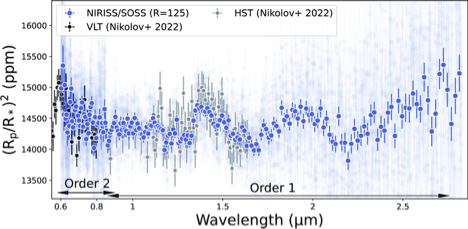 NIRISS/SOSS (R=125)
VLT (Nikolov+ 2022)
HST (Nikolov+ 2022)
(Rp/R*)² (ppm)
16000
15500
15000
14500
14000
13500
Order 2
Order 1
0.6 0.8 1 1.5 2 2.5
Wavelength (μm)